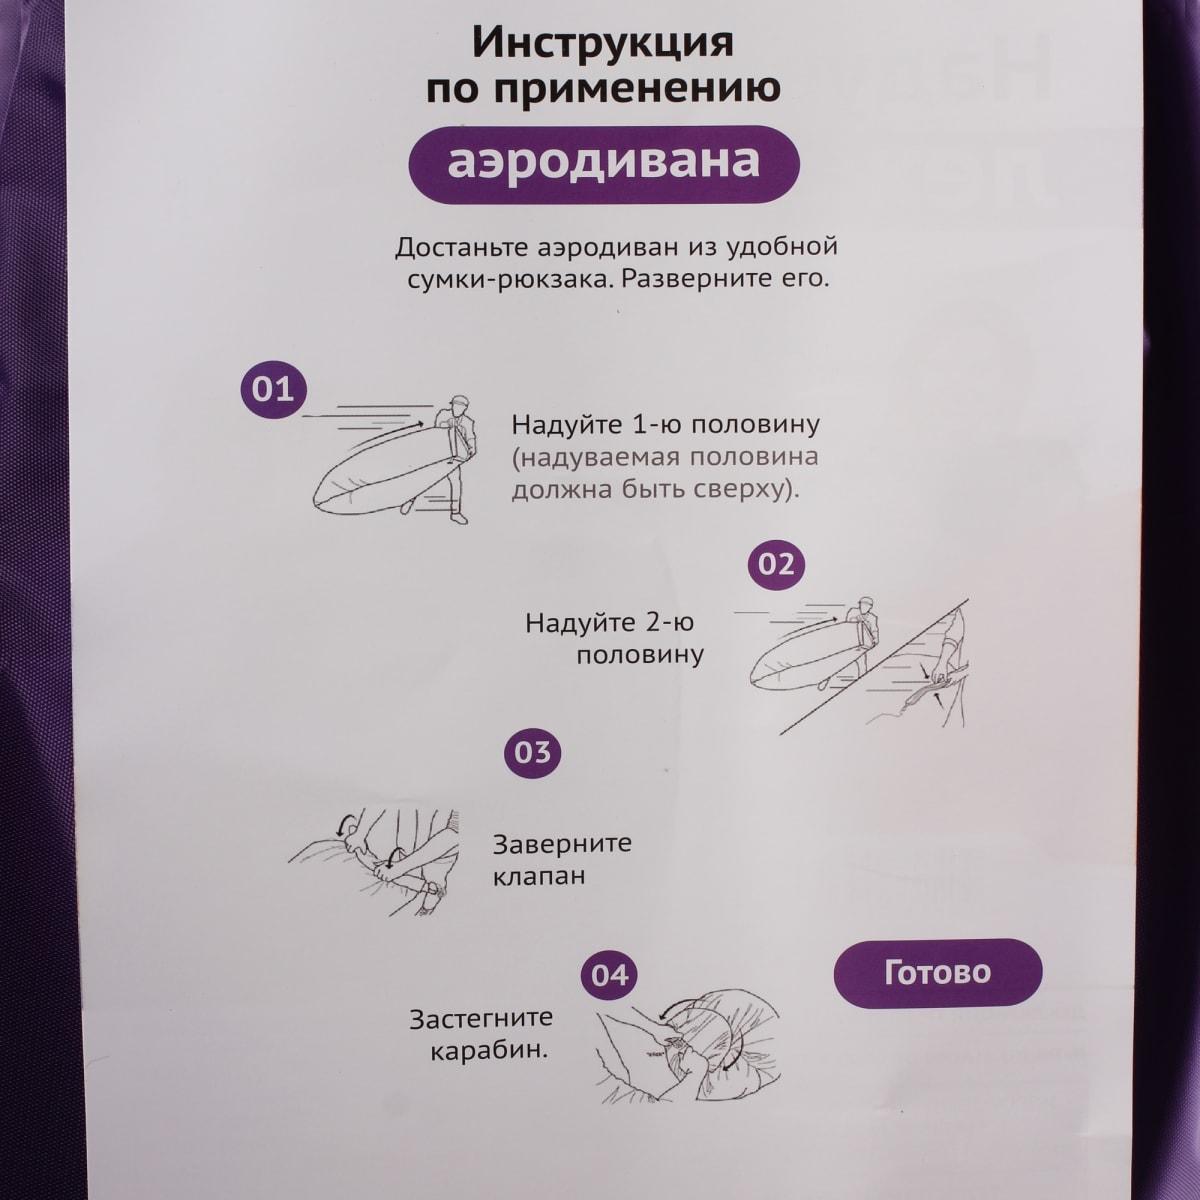 Инструкция
по применению
аэродивана
Достаньте аэродиван из удобной
сумки-рюкзака. Разверните его.
01
Надуйте 1-ю половину
(надуваемая половина
должна быть сверху).
02
Надуйте 2-ю
половину
03
Заверните
клапан
04
Застегните
карабин.
Готово